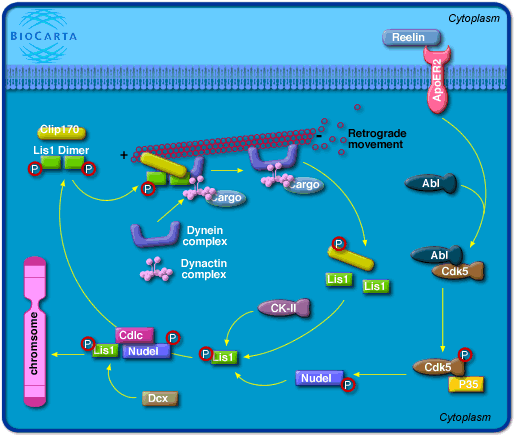 BIOCARTA
Cytoplasm
Reelin
ApoER2
Clip170
Lis1 Dimer
P
P
+
-
Retrograde
movement
P
Cargo
Cargo
Abl
Dynein
complex
Dynactin
complex
P
Lis1
Lis1
Abl
Cdk5
chromsome
CK-II
Cdlc
P
Lis1
Nudel
P
P
Lis1
Nudel
P
Cdk5
P
P35
Dcx
Cytoplasm